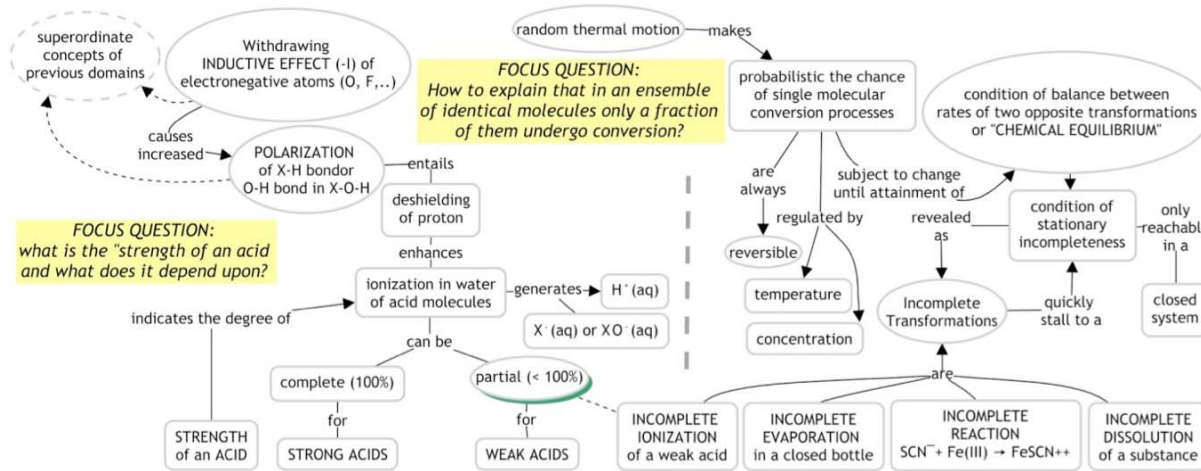 superordinate
concepts of
previous domains
Withdrawing
INDUCTIVE EFFECT (-I) of
electronegative atoms (O, F,..)
causes
increased
POLARIZATION
of X-H bondor
O-H bond in X-O-H
entails
deshielding
of proton
FOCUS QUESTION:
what is the "strength of an acid
and what does it depend upon?
enhances
ionization in water
of acid molecules
generates
H⁺(aq)
X⁻(aq) or XO⁻(aq)
indicates the degree of
can be
complete (100%)
partial (< 100%)
for
for
STRENGTH
of an ACID
STRONG ACIDS
WEAK ACIDS
random thermal motion
makes
FOCUS QUESTION:
How to explain that in an ensemble
of identical molecules only a fraction
of them undergo conversion?
probabilistic the chance
of single molecular
conversion processes
condition of balance between
rates of two opposite transformations
or "CHEMICAL EQUILIBRIUM"
are
always
subject to change
until attainment of
regulated by
reversible
temperature
concentration
revealed
as
condition of
stationary
incompleteness
only
reachable
in a
closed
system
Incomplete
Transformations
quickly
stall to a
are
INCOMPLETE
IONIZATION
of a weak acid
INCOMPLETE
EVAPORATION
in a closed bottle
INCOMPLETE
REACTION
SCN⁻+ Fe(III) → FeSCN++
INCOMPLETE
DISSOLUTION
of a substance